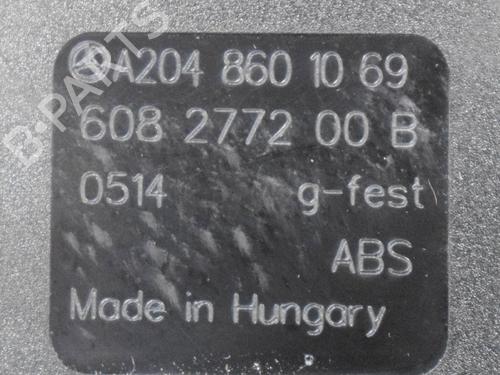 A204 860 10 69
608 2772 00 B
0514 g-fest
ABS
Made in Hungary
B-PARTS